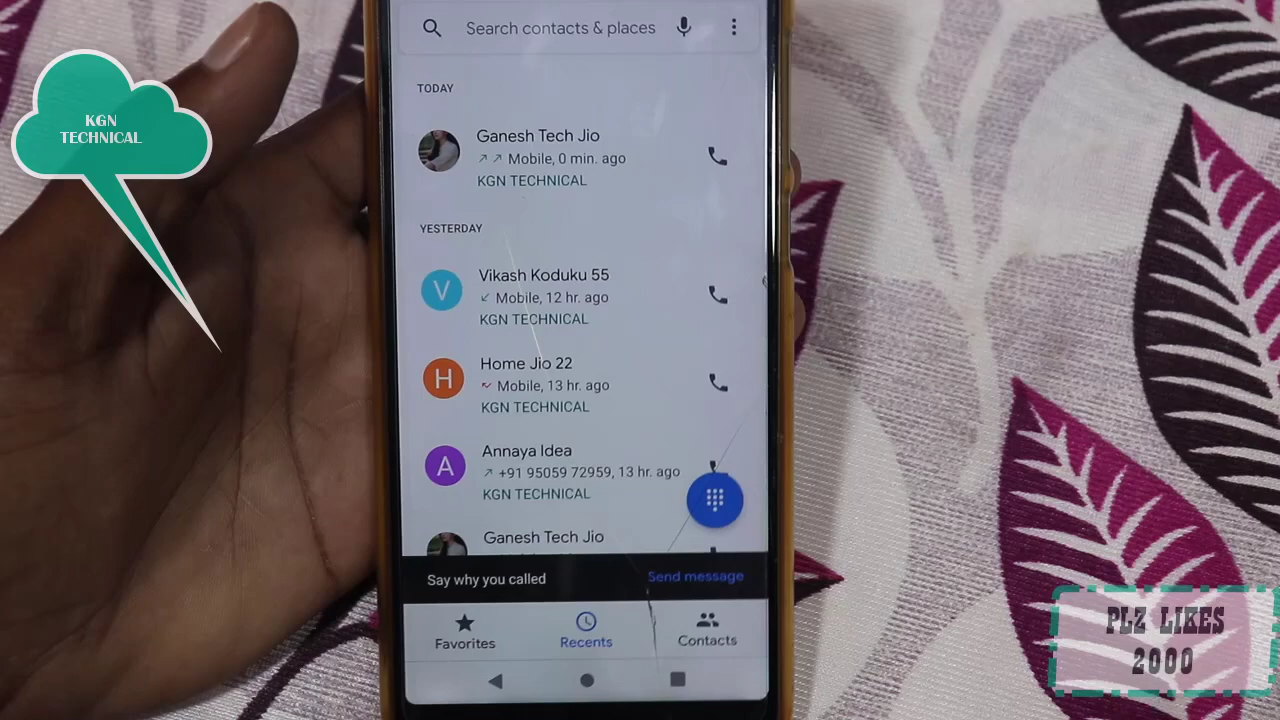 KGN
TECHNICAL
Search contacts & places
TODAY
Ganesh Tech Jio
Mobile, 0 min. ago
KGN TECHNICAL
YESTERDAY
V
Vikash Koduku 55
Mobile, 12 hr. ago
KGN TECHNICAL
H
Home Jio 22
Mobile, 13 hr. ago
KGN TECHNICAL
A
Annaya Idea
+91 95059 72959, 13 hr. ago
KGN TECHNICAL
Ganesh Tech Jio
Say why you called
Send message
Favorites
Recents
Contacts
PLZ LIKES
2000